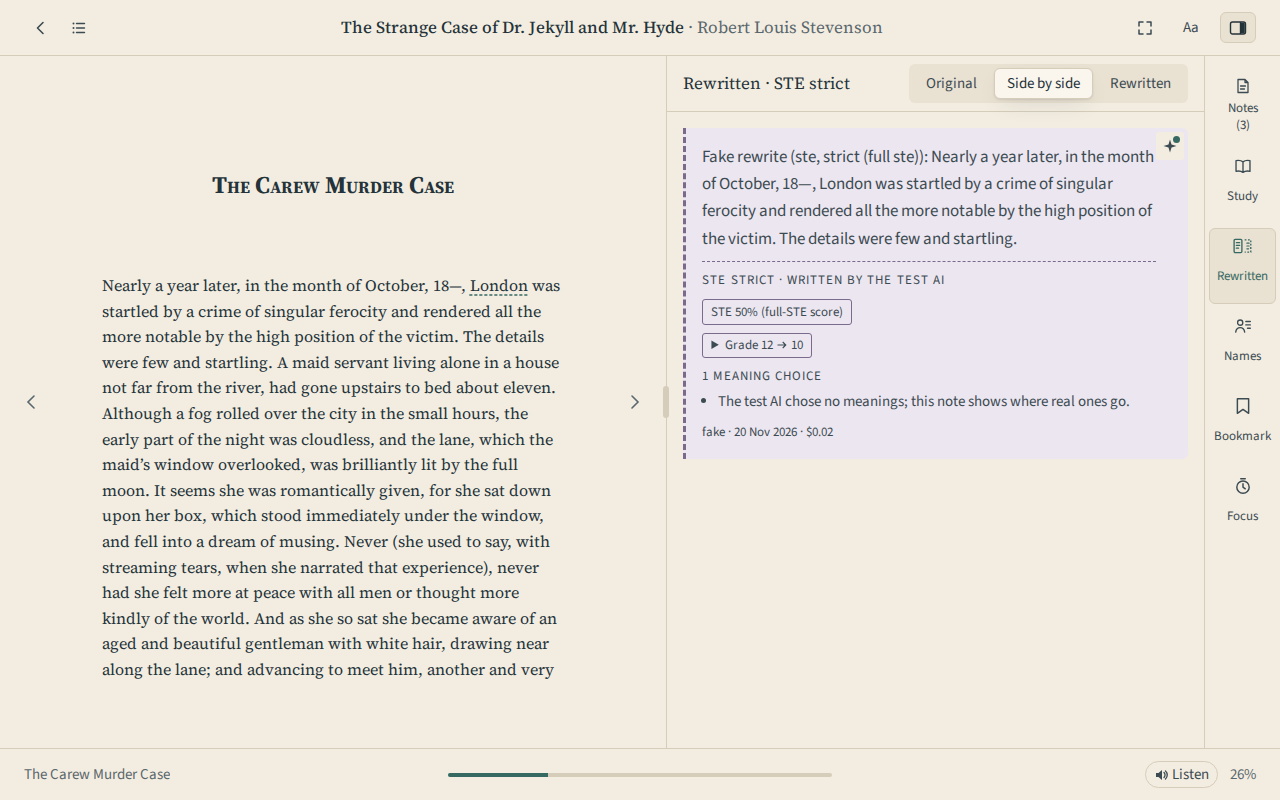 The Strange Case of Dr. Jekyll and Mr. Hyde · Robert Louis Stevenson
Aa
The Carew Murder Case
Nearly a year later, in the month of October, 18—, London was
startled by a crime of singular ferocity and rendered all the
more notable by the high position of the victim. The details
were few and startling. A maid servant living alone in a house
not far from the river, had gone upstairs to bed about eleven.
Although a fog rolled over the city in the small hours, the
early part of the night was cloudless, and the lane, which the
maid’s window overlooked, was brilliantly lit by the full
moon. It seems she was romantically given, for she sat down
upon her box, which stood immediately under the window,
and fell into a dream of musing. Never (she used to say, with
streaming tears, when she narrated that experience), never
had she felt more at peace with all men or thought more
kindly of the world. And as she so sat she became aware of an
aged and beautiful gentleman with white hair, drawing near
along the lane; and advancing to meet him, another and very
Rewritten · STE strict
Original
Side by side
Rewritten
Fake rewrite (ste, strict (full ste)): Nearly a year later, in the month
of October, 18—, London was startled by a crime of singular
ferocity and rendered all the more notable by the high position of
the victim. The details were few and startling.
STE STRICT · WRITTEN BY THE TEST AI
STE 50% (full-STE score)
Grade 12 → 10
1 MEANING CHOICE
The test AI chose no meanings; this note shows where real ones go.
fake · 20 Nov 2026 · $0.02
Notes
(3)
Study
Rewritten
Names
Bookmark
Focus
The Carew Murder Case
Listen
26%